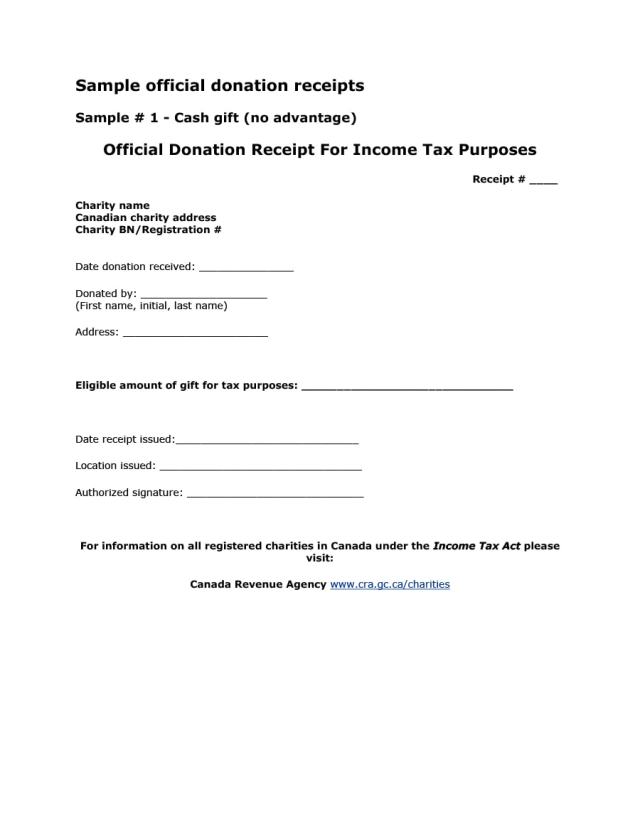 Sample official donation receipts
Sample # 1 - Cash gift (no advantage)
Official Donation Receipt For Income Tax Purposes
Receipt # ____
Charity name
Canadian charity address
Charity BN/Registration #
Date donation received: _______________
Donated by: ____________________
(First name, initial, last name)
Address: _______________________
Eligible amount of gift for tax purposes: ______________________________
Date receipt issued:_____________________________
Location issued: ________________________________
Authorized signature: ____________________________
For information on all registered charities in Canada under the Income Tax Act please
visit:
Canada Revenue Agency www.cra.gc.ca/charities